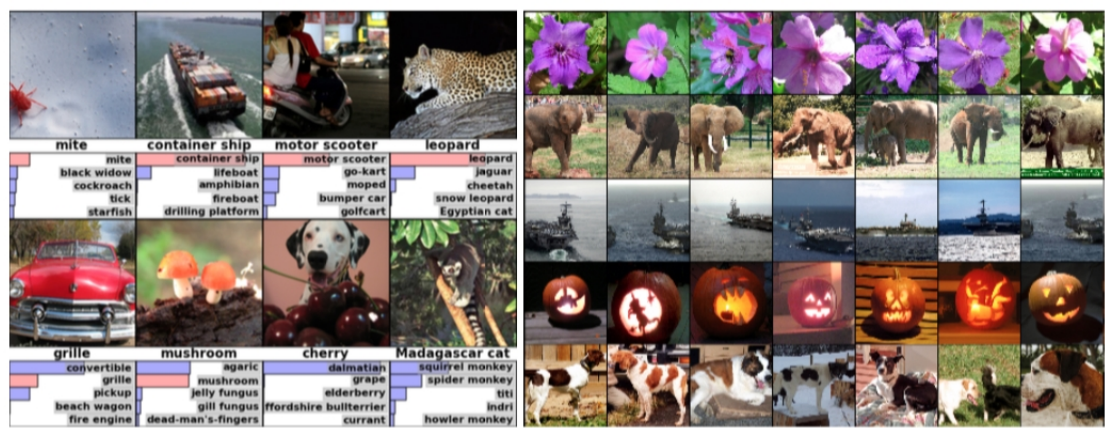 mite container ship motor scooter leopard
mite container ship motor scooter leopard
black widow lifeboat go-kart jaguar
cockroach amphibian moped cheetah
tick fireboat bumper car snow leopard
starfish drilling platform golfcart Egyptian cat
grille mushroom cherry Madagascar cat
convertible agaric dalmatian squirrel monkey
grille mushroom grape spider monkey
pickup jelly fungus elderberry titi
beach wagon gill fungus ffordshire bullterrier indri
fire engine dead-man's-fingers currant howler monkey